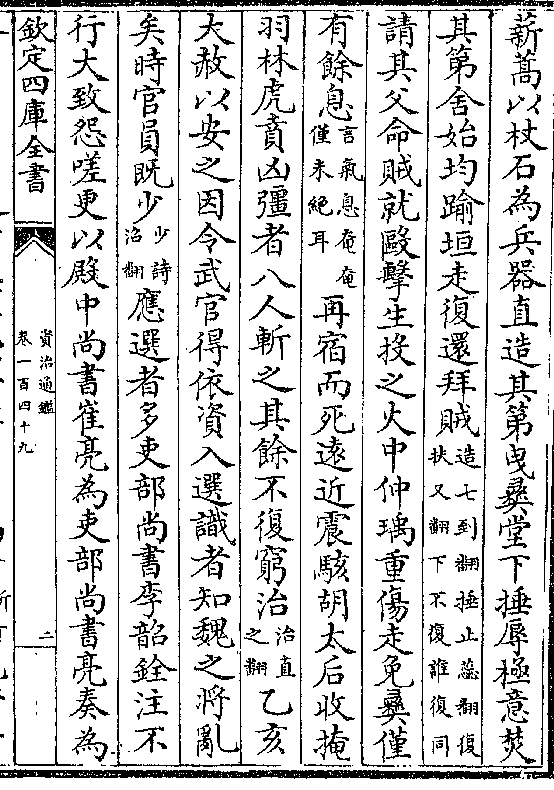 薪蒿以杖石為兵器直造其第曳彝堂下捶辱極意焚
其第舍始均踰垣走復還拜賊造七到翻捶止蘂翻復狀又翻下不復誰復同
請其父命賊就毆擊生投之火中仲瑀重傷走免彝僅
有餘息言氣息奄奄僅未絕耳再宿而死遠近震駭胡太后收掩
羽林虎賁凶彊者八人斬之其餘不復窮治治直之翻乙亥
大赦以安之因令武官得依資入選識者知魏之將亂
矣時官員既少少詩沼翻應選者多吏部尚書李韶銓注不
行大致怨嗟更以殿中尚書崔亮為吏部尚書亮奏為
欽定四庫全書
資治通鑑
卷一百四十九
二